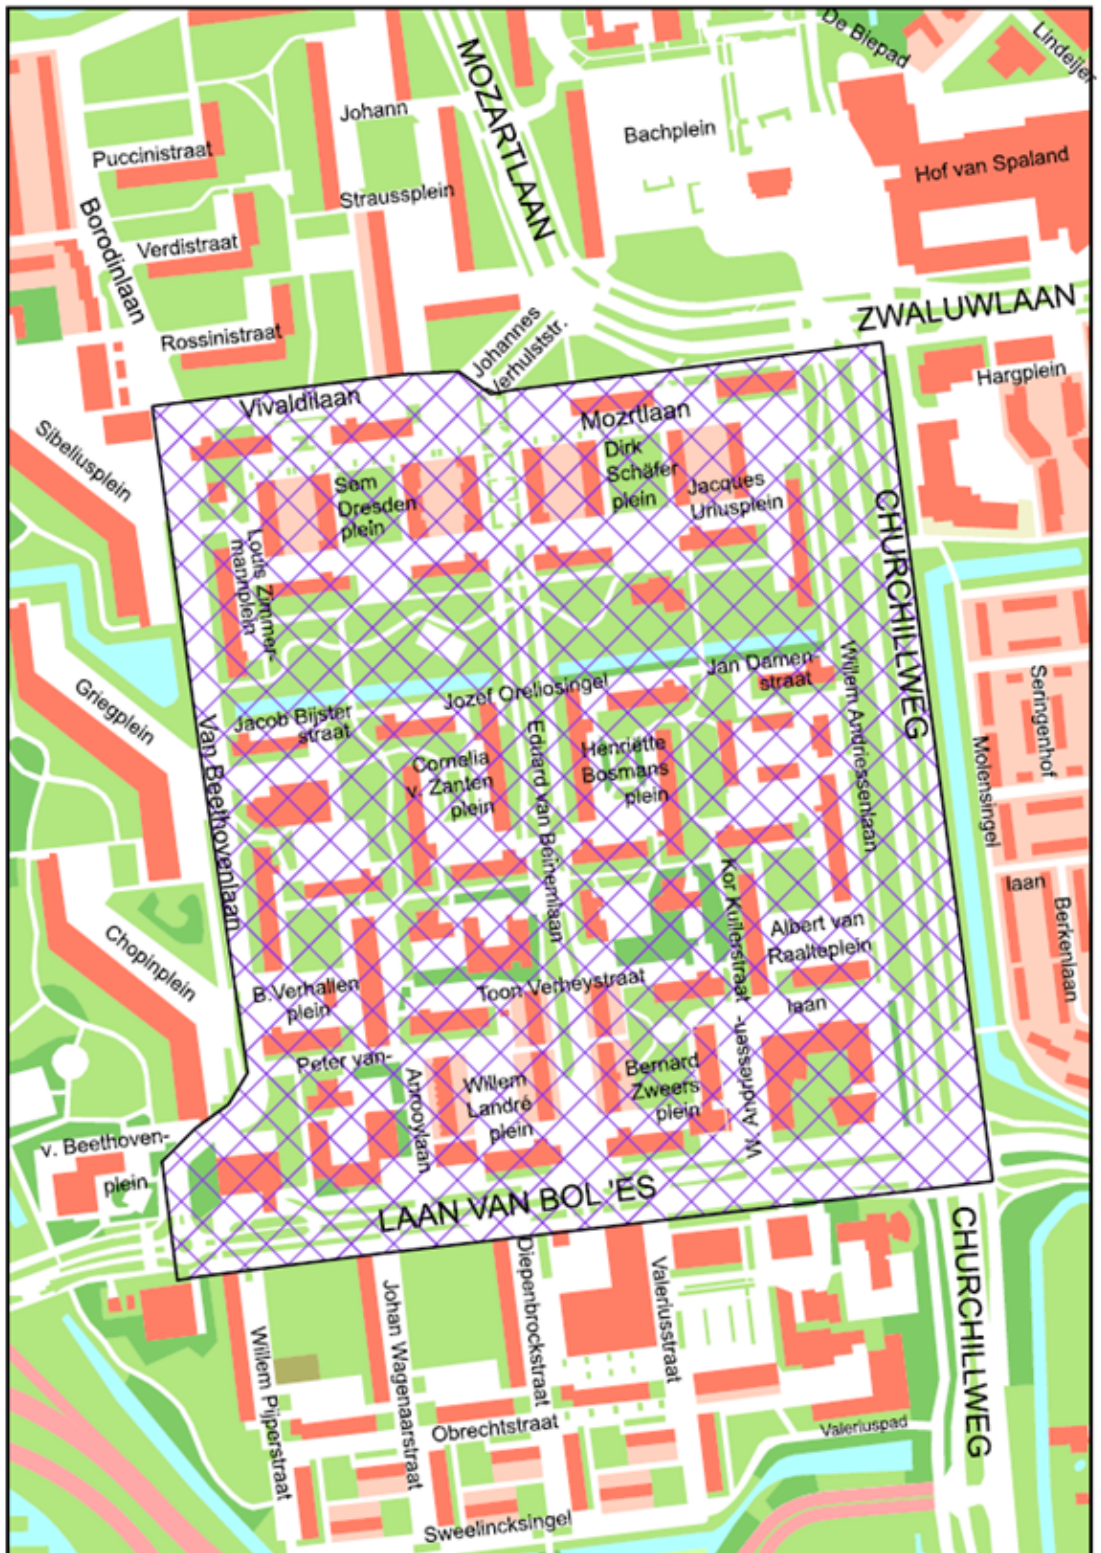 De Biepad
Lindeijer
MOZARTLAAN
Johann
Bachplein
Puccinistraat
Hof van Spaland
Straussplein
Borodinlaan
Verdistraat
ZWALUWLAAN
Rossinistraat
Johannes
Verhulststr.
Hargplein
Vivaldilaan
Mozrtlaan
Sibeliusplein
Dirk
Schäfer
plein
Sem
Dresden
plein
Jacques
Urlusplein
CHURCHILLWEG
Louis Zimmer-
mannplein
Jan Damen-
straat
Willem Andriessenlaan
Seringenhof
Griegplein
Jozef Oreliosingel
Jacob Bijster
straat
Van Beethovenlaan
Eduard van Beinemlaan
Henriëtte
Bosmans
plein
Cornelia
v. Zanten
plein
Molensingel
Kor Kuilerstraat
laan
Berkenlaan
Albert van
Raalteplein
Chopinplein
B.Verhallen
plein
Toon Verheystraat
laan
Peter van-
Anrooylaan
Willem
Landré
plein
Bernard
Zweers
plein
W. Andriessen-
v. Beethoven-
plein
LAAN VAN BOL 'ES
CHURCHILLWEG
Diepenbrockstraat
Valeriusstraat
Johan Wagenaarstraat
Willem Pijperstraat
Obrechtstraat
Valeriuspad
Sweelincksingel